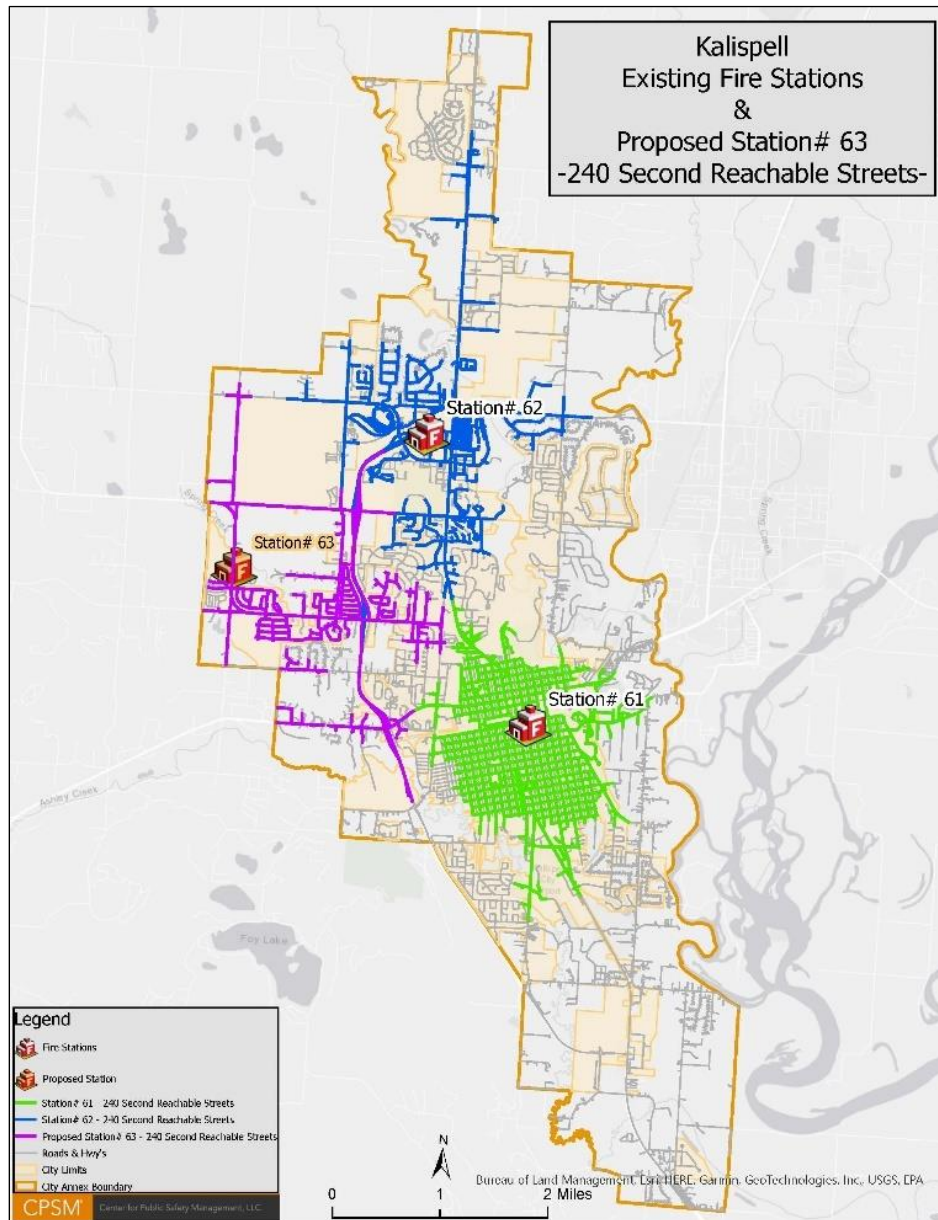 Kalispell
Existing Fire Stations
&
Proposed Station# 63
-240 Second Reachable Streets-
Station# 62
Station# 63
Spring Creek
Station# 61
Ashley Creek
Foy Lake
Legend
Fire Stations
Proposed Station
Station# 61 - 240 Second Reachable Streets
Station# 62 - 240 Second Reachable Streets
Proposed Station# 63 - 240 Second Reachable Streets
Roads & Hwy's
City Limits
City Annex Boundary
CPSM
Center for Public Safety Management, LLC
N
0 1 2 Miles
Bureau of Land Management, Esri, HERE, Garmin, GeoTechnologies, Inc., USGS, EPA